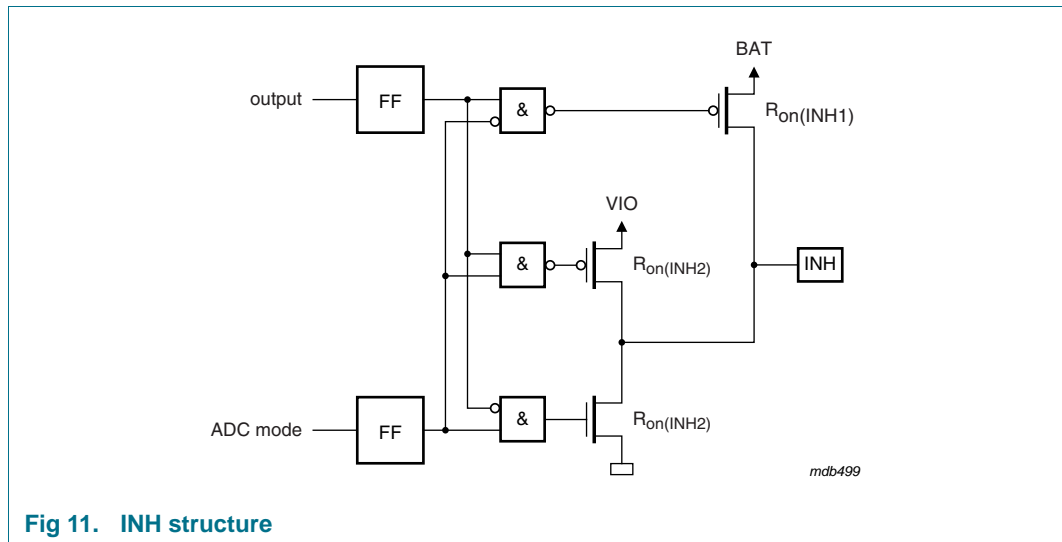 BAT
output
FF
&
Ron(INH1)
VIO
&
Ron(INH2)
INH
ADC mode
FF
&
Ron(INH2)
mdb499
Fig 11. INH structure